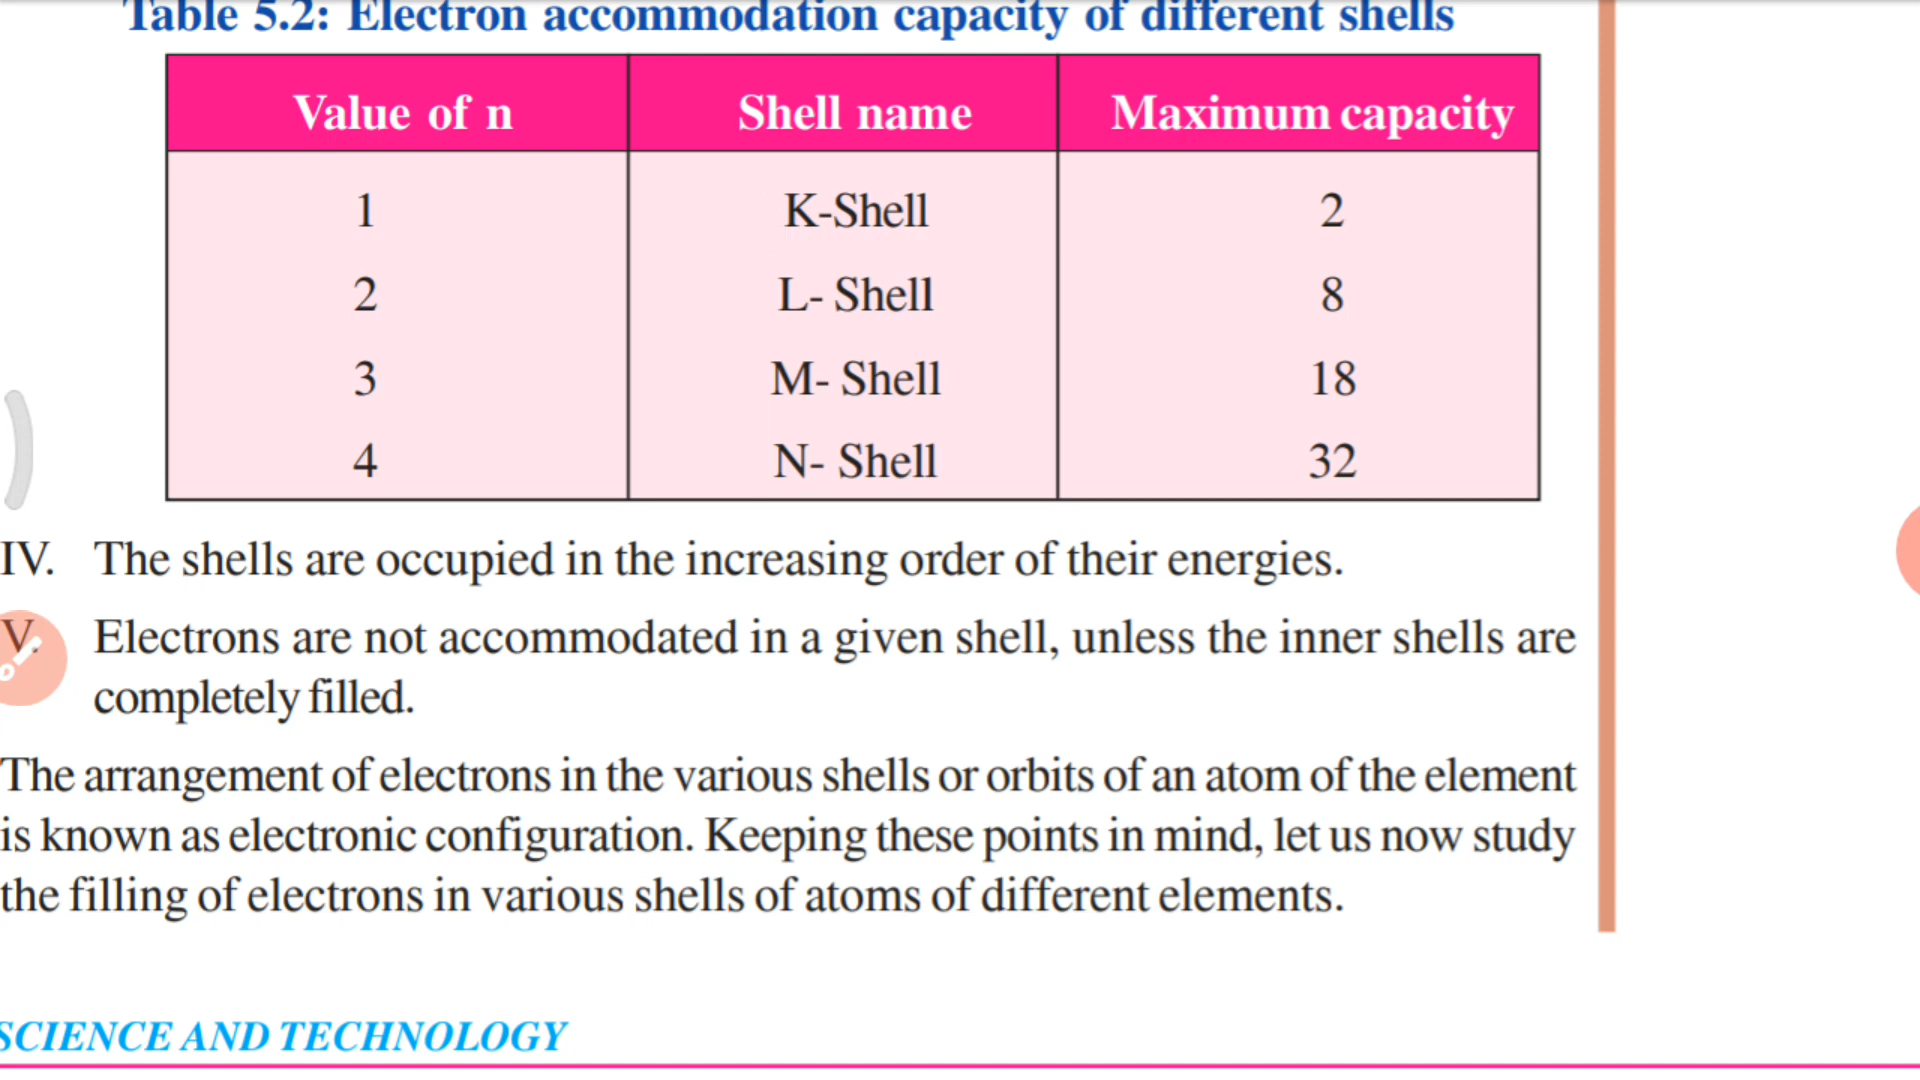 Table 5.2: Electron accommodation capacity of different shells
Value of n Shell name Maximum capacity
1 K-Shell 2
2 L- Shell 8
3 M- Shell 18
4 N- Shell 32
IV. The shells are occupied in the increasing order of their energies.
V. Electrons are not accommodated in a given shell, unless the inner shells are
completely filled.
The arrangement of electrons in the various shells or orbits of an atom of the element
is known as electronic configuration. Keeping these points in mind, let us now study
the filling of electrons in various shells of atoms of different elements.
SCIENCE AND TECHNOLOGY